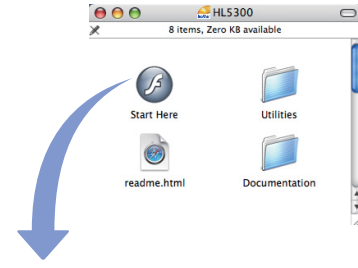 HL5300
8 items, Zero KB available
Start Here
Utilities
readme.html
Documentation